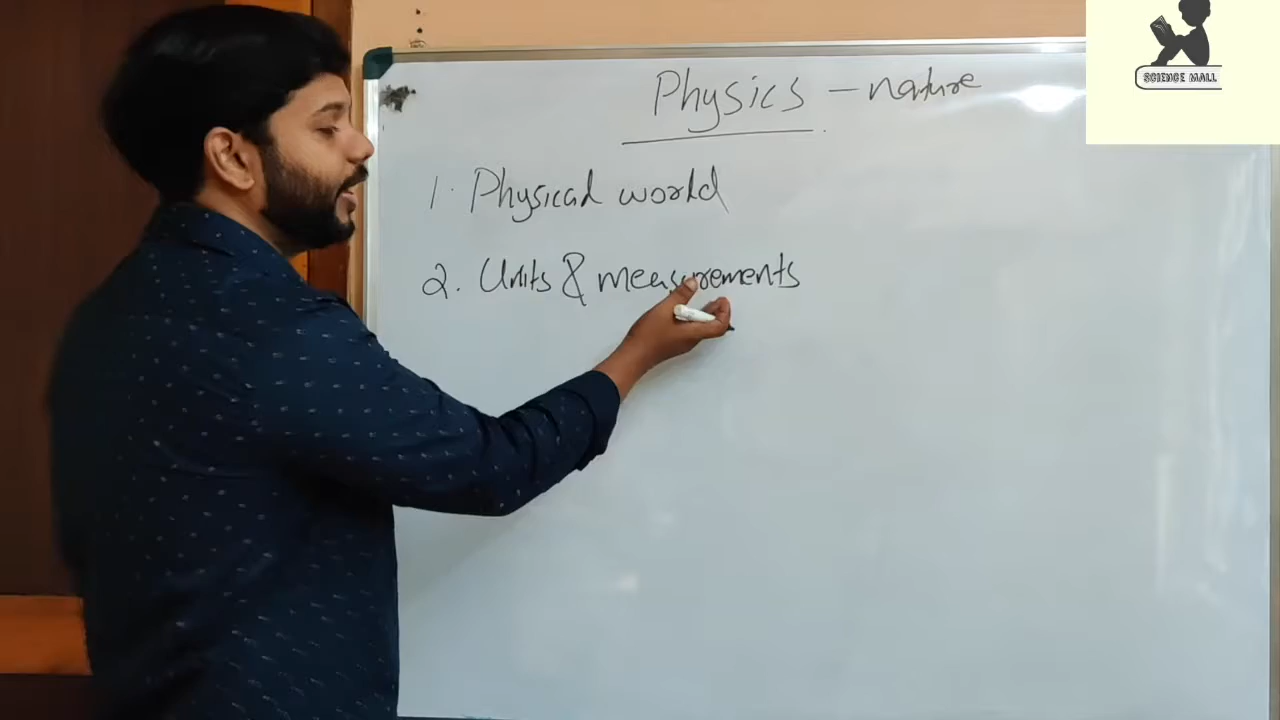 Physics - nature
SCIENCE MALL
1. Physical world
2. Units & measurements